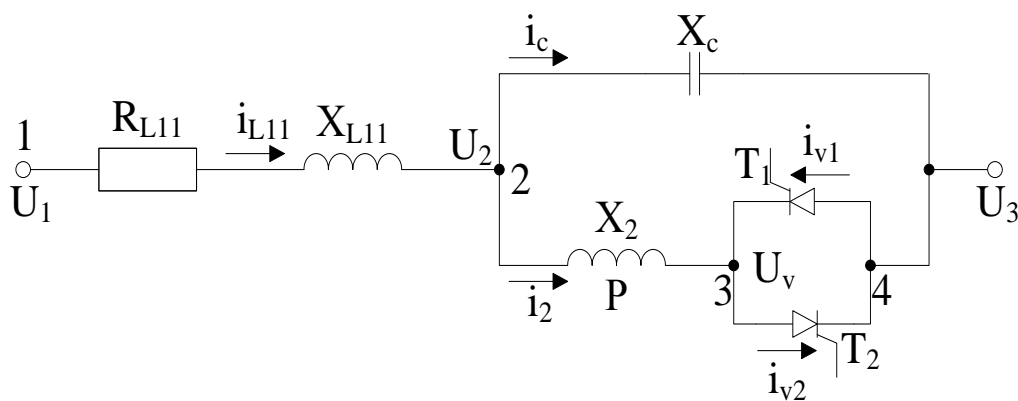 i_c
X_c
1
R_L11
i_L11
X_L11
U_2
2
U_1
T_1
i_v1
U_3
X_2
i_2
P
3
U_v
4
T_2
i_v2